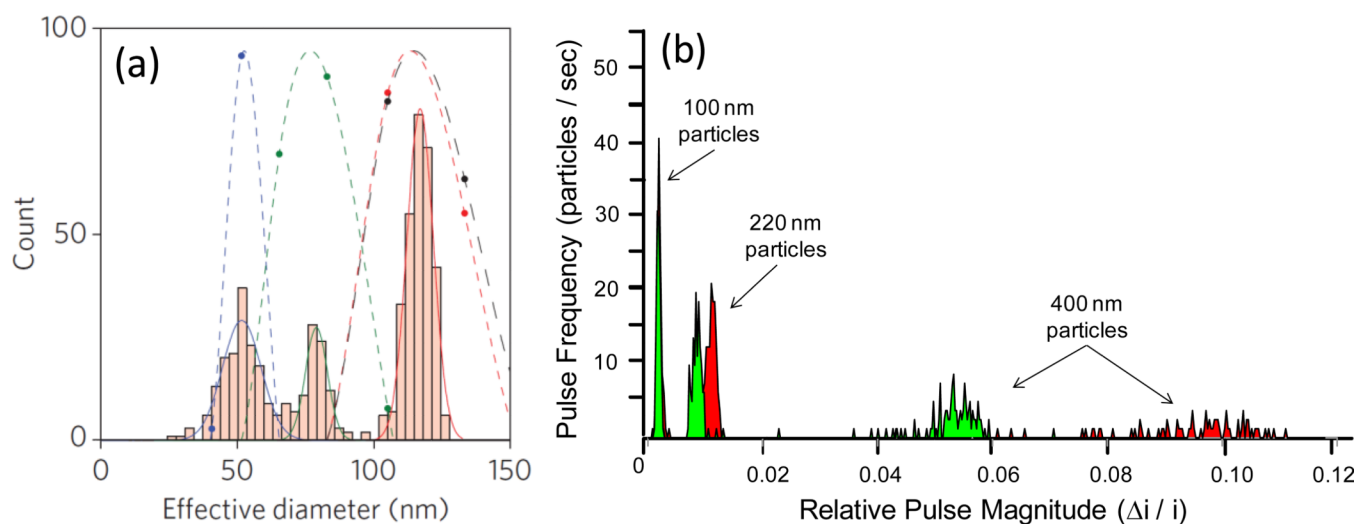 (a)
100
50
0
Count
0
50
100
150
Effective diameter (nm)
(b)
Pulse Frequency (particles / sec)
50
40
30
20
10
100 nm
particles
220 nm
particles
400 nm
particles
0
0.02
0.04
0.06
0.08
0.10
0.12
Relative Pulse Magnitude (Δi / i)